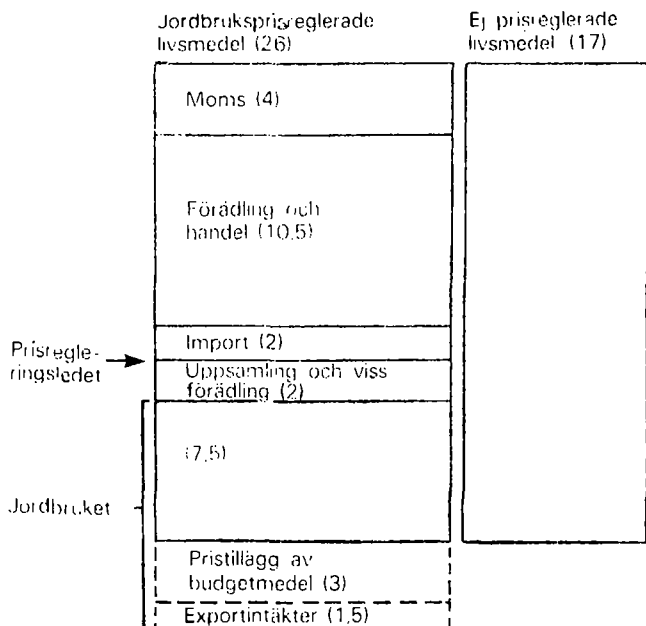 Jordbruksprisreglerade
livsmedel (26)
Ej prisreglerade
livsmedel (17)
Moms (4)
Förädling och
handel (10,5)
Import (2)
Prisregle-
ringsledet
Uppsamling och viss
förädling (2)
(7,5)
Jordbruket
Pristillägg av
budgetmedel (3)
Exportintäkter (1,5)